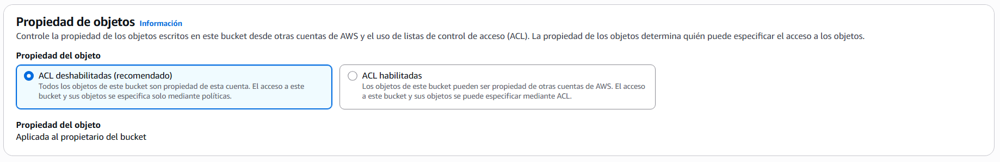 Propiedad de objetos Información
Controle la propiedad de los objetos escritos en este bucket desde otras cuentas de AWS y el uso de listas de control de acceso (ACL). La propiedad de los objetos determina quién puede especificar el acceso a los objetos.
Propiedad del objeto
ACL deshabilitadas (recomendado)
Todos los objetos de este bucket son propiedad de esta cuenta. El acceso a este
bucket y sus objetos se especifica solo mediante políticas.
ACL habilitadas
Los objetos de este bucket pueden ser propiedad de otras cuentas de AWS. El acceso
a este bucket y sus objetos se puede especificar mediante ACL.
Propiedad del objeto
Aplicada al propietario del bucket